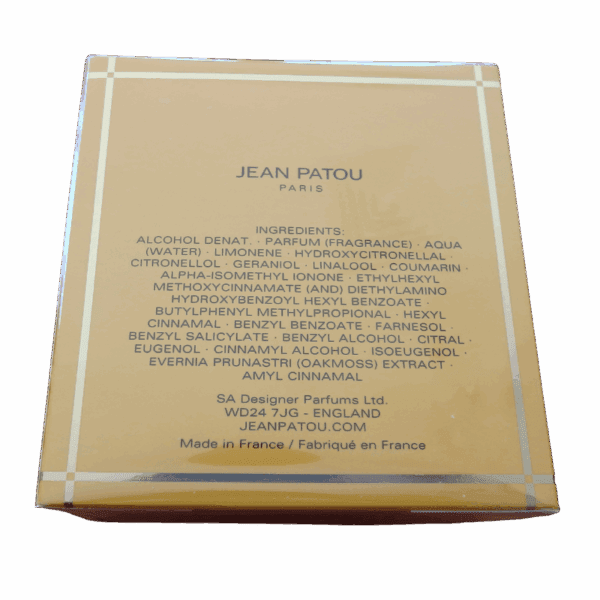 JEAN PATOU
PARIS
INGREDIENTS:
ALCOHOL DENAT. · PARFUM (FRAGRANCE) · AQUA
(WATER) · LIMONENE · HYDROXYCITRONELLAL ·
CITRONELLOL · GERANIOL · LINALOOL · COUMARIN ·
ALPHA-ISOMETHYL IONONE · ETHYLHEXYL
METHOXYCINNAMATE (AND) DIETHYLAMINO
HYDROXYBENZOYL HEXYL BENZOATE ·
BUTYLPHENYL METHYLPROPIONAL · HEXYL
CINNAMAL · BENZYL BENZOATE · FARNESOL ·
BENZYL SALICYLATE · BENZYL ALCOHOL · CITRAL ·
EUGENOL · CINNAMYL ALCOHOL · ISOEUGENOL ·
EVERNIA PRUNASTRI (OAKMOSS) EXTRACT ·
AMYL CINNAMAL
SA Designer Parfums Ltd.
WD24 7JG - ENGLAND
JEANPATOU.COM
Made in France / Fabriqué en France